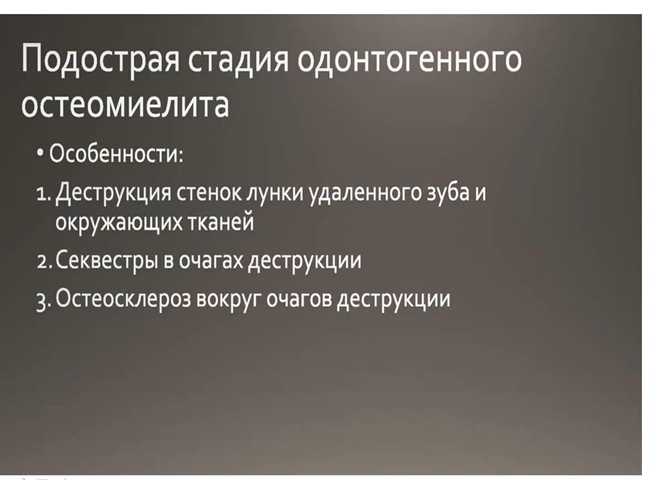 Подострая стадия одонтогенного
остеомиелита
• Особенности:
1. Деструкция стенок лунки удаленного зуба и
окружающих тканей
2. Секвестры в очагах деструкции
3. Остеосклероз вокруг очагов деструкции